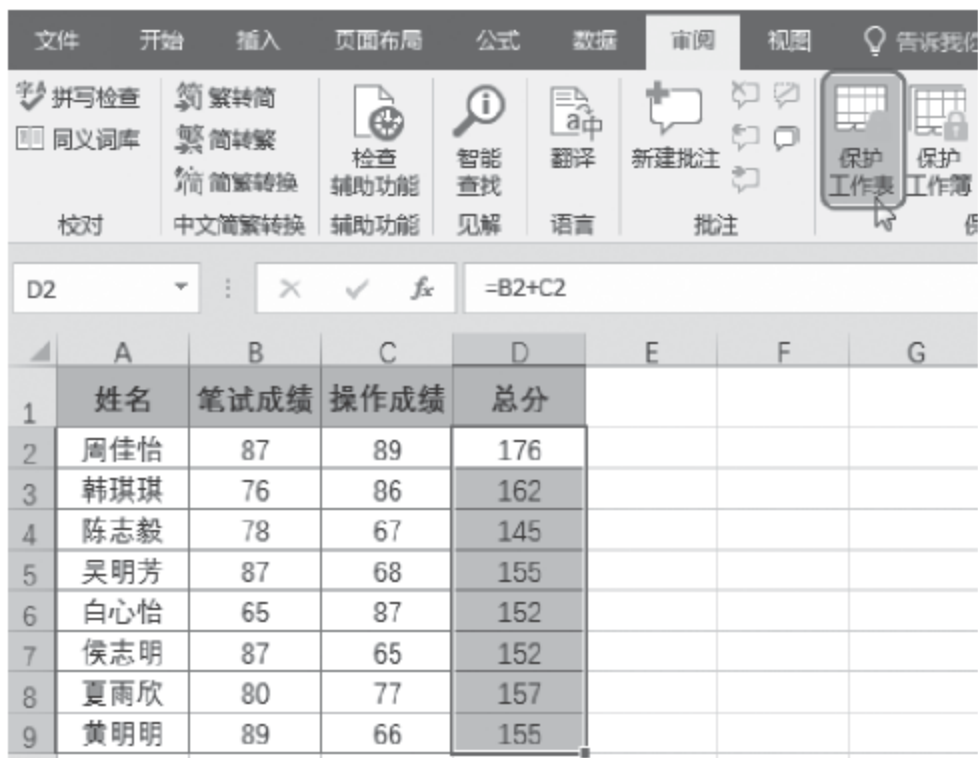 文件 开始 插入 页面布局 公式 数据 审阅 视图 告诉我你
拼写检查 繁转简
同义词库 简转繁
简繁转换
检查
辅助功能
智能
查找
翻译
新建批注
保护
工作表
保护
工作簿
校对 中文简繁转换 辅助功能 见解 语言 批注
D2 fx =B2+C2
A B C D E F G
1 姓名 笔试成绩 操作成绩 总分
2 周佳怡 87 89 176
3 韩琪琪 76 86 162
4 陈志毅 78 67 145
5 吴明芳 87 68 155
6 白心怡 65 87 152
7 侯志明 87 65 152
8 夏雨欣 80 77 157
9 黄明明 89 66 155